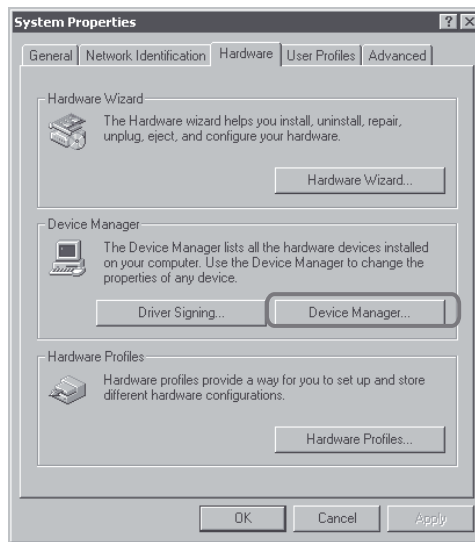 System Properties
? X
General
Network Identification
Hardware
User Profiles
Advanced
Hardware Wizard
The Hardware wizard helps you install, uninstall, repair,
unplug, eject, and configure your hardware.
Hardware Wizard...
Device Manager
The Device Manager lists all the hardware devices installed
on your computer. Use the Device Manager to change the
properties of any device.
Driver Signing...
Device Manager...
Hardware Profiles
Hardware profiles provide a way for you to set up and store
different hardware configurations.
Hardware Profiles...
OK
Cancel
Apply